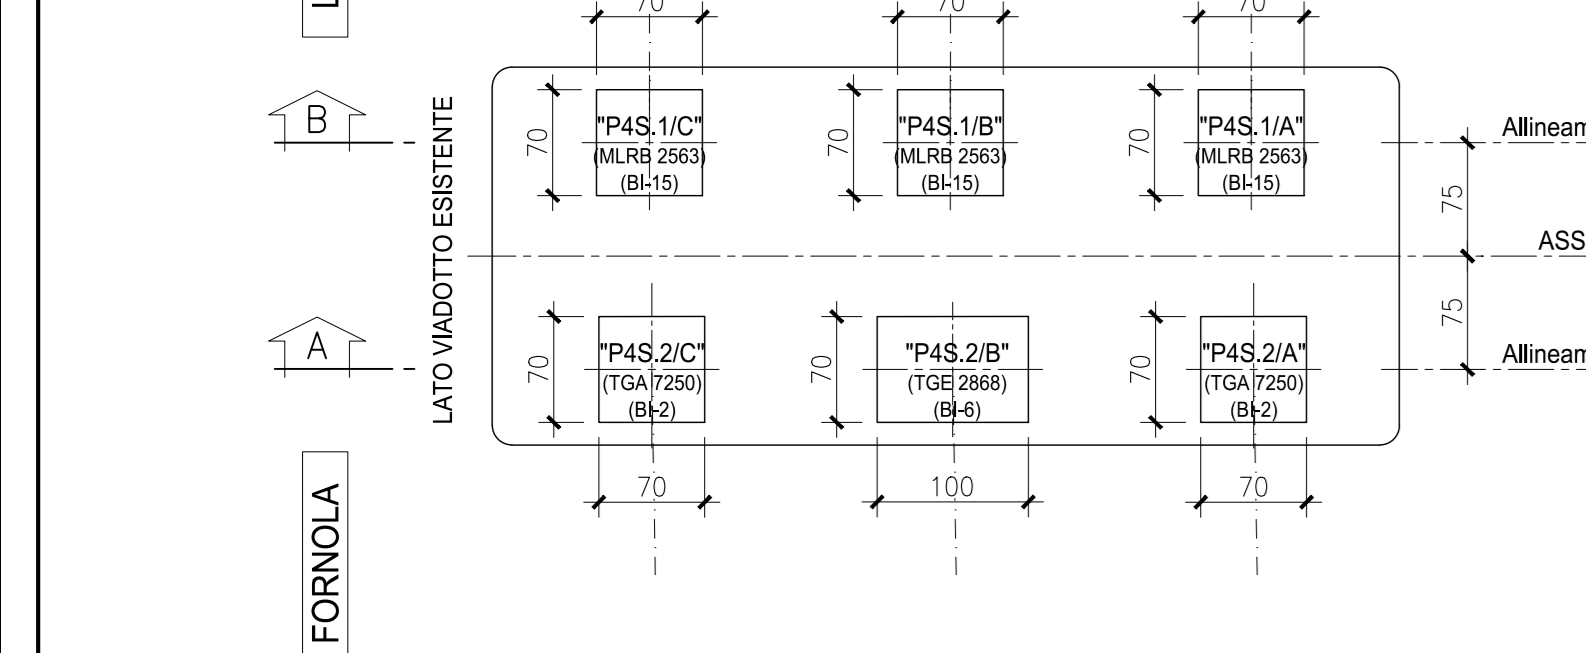 70 70 70
B
LATO VIADOTTO ESISTENTE
70 "P4S.1/C"
(MLRB 2563)
(BI-15)
70 "P4S.1/B"
(MLRB 2563)
(BI-15)
70 "P4S.1/A"
(MLRB 2563)
(BI-15)
Allineam
75
ASS
75
A
70 "P4S.2/C"
(TGA 7250)
(BI-2)
70 "P4S.2/B"
(TGE 2868)
(BI-6)
70 "P4S.2/A"
(TGA 7250)
(BI-2)
Allineam
70 100 70
FORNOLA